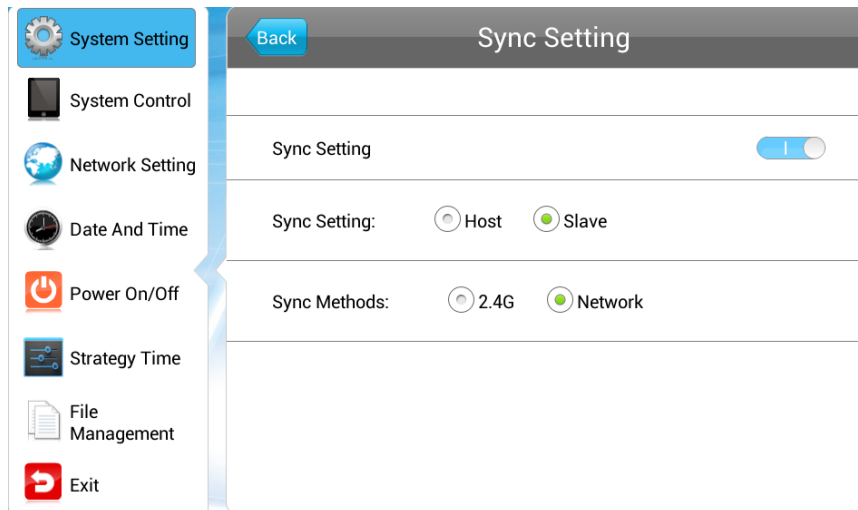 System Setting
System Control
Network Setting
Date And Time
Power On/Off
Strategy Time
File
Management
Exit
Back
Sync Setting
Sync Setting
Sync Setting: Host Slave
Sync Methods: 2.4G Network